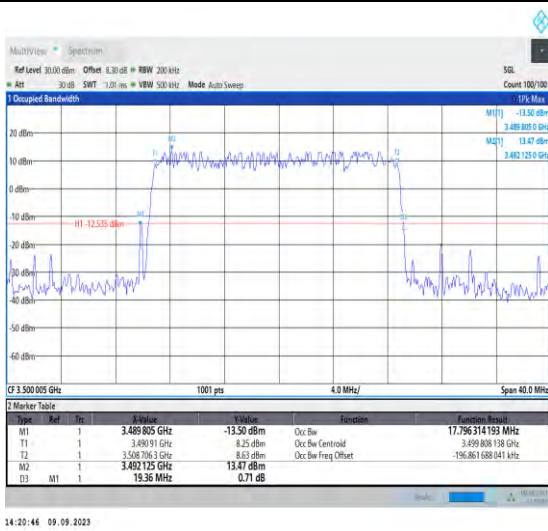 MultiView Spectrum
Ref Level 30.00 dBm Offset 8.30 dB RBW 200 kHz SGL
Att 30 dB SWT 1.01 ms VBW 500 kHz Mode Auto Sweep Count 100/100
1 Occupied Bandwidth 1Pk Max
M1[1] -13.50 dBm
3.489 805 0 GHz
M2[1] 13.47 dBm
3.492 125 0 GHz
20 dBm
M2
T1
T2
10 dBm
0 dBm
-10 dBm
M1
H1 -12.535 dBm
-20 dBm
-30 dBm
-40 dBm
-50 dBm
-60 dBm
CF 3.500 005 GHz 1001 pts 4.0 MHz/ Span 40.0 MHz
2 Marker Table
Type Ref Trc X-Value Y-Value Function Function Result
M1 1 3.489 805 GHz -13.50 dBm Occ Bw 17.796 314 193 MHz
T1 1 3.490 91 GHz 8.25 dBm Occ Bw Centroid 3.499 808 138 GHz
T2 1 3.508 706 3 GHz 8.63 dBm Occ Bw Freq Offset -196.861 688 041 kHz
M2 1 3.492 125 GHz 13.47 dBm
D3 M1 1 19.36 MHz 0.71 dB
14:20:46 09.09.2023